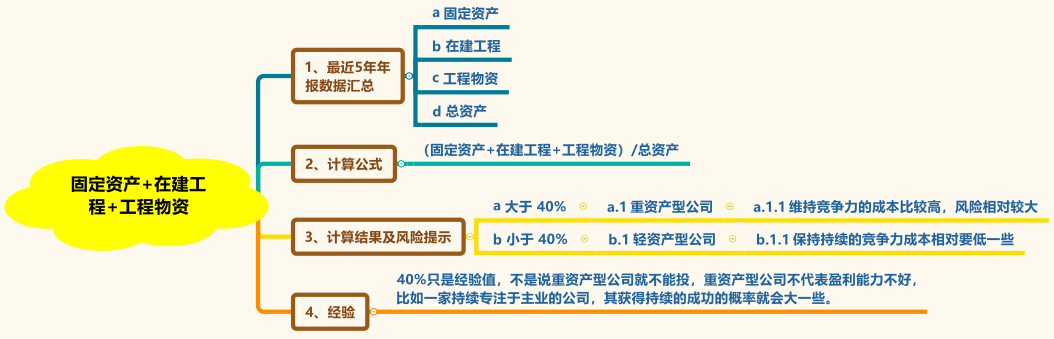 固定资产+在建工
程+工程物资
1、最近5年年
报数据汇总
a 固定资产
b 在建工程
c 工程物资
d 总资产
2、计算公式
（固定资产+在建工程+工程物资）/总资产
3、计算结果及风险提示
a 大于 40%
a.1 重资产型公司
a.1.1 维持竞争力的成本比较高，风险相对较大
b 小于 40%
b.1 轻资产型公司
b.1.1 保持持续的竞争力成本相对要低一些
4、经验
40%只是经验值，不是说重资产型公司就不能投，重资产型公司不代表盈利能力不好，
比如一家持续专注于主业的公司，其获得持续的成功的概率就会大一些。